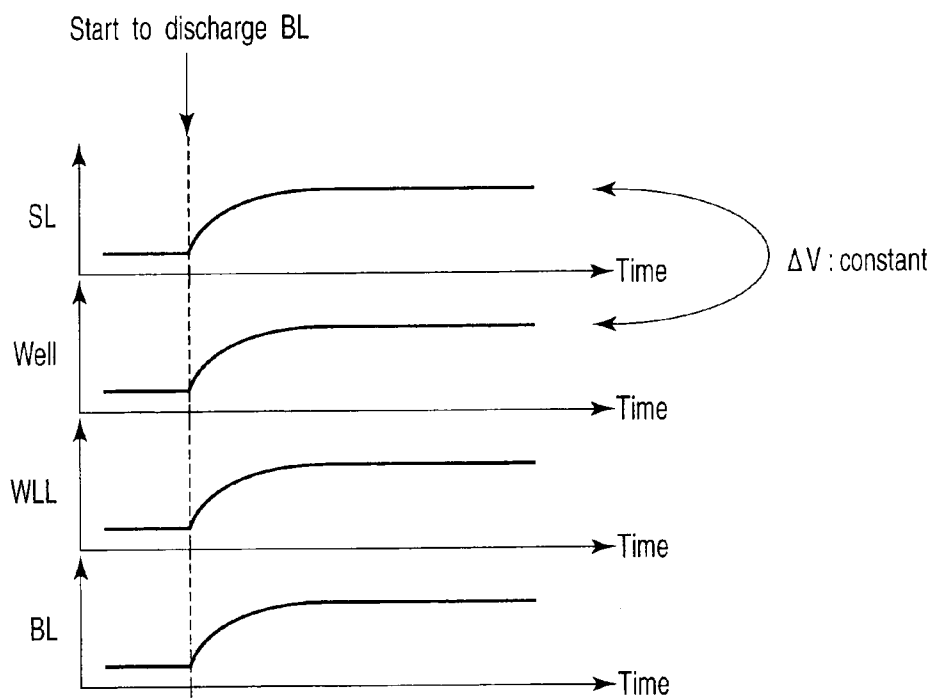 Start to discharge BL
SL
Time
ΔV : constant
Well
Time
WLL
Time
BL
Time